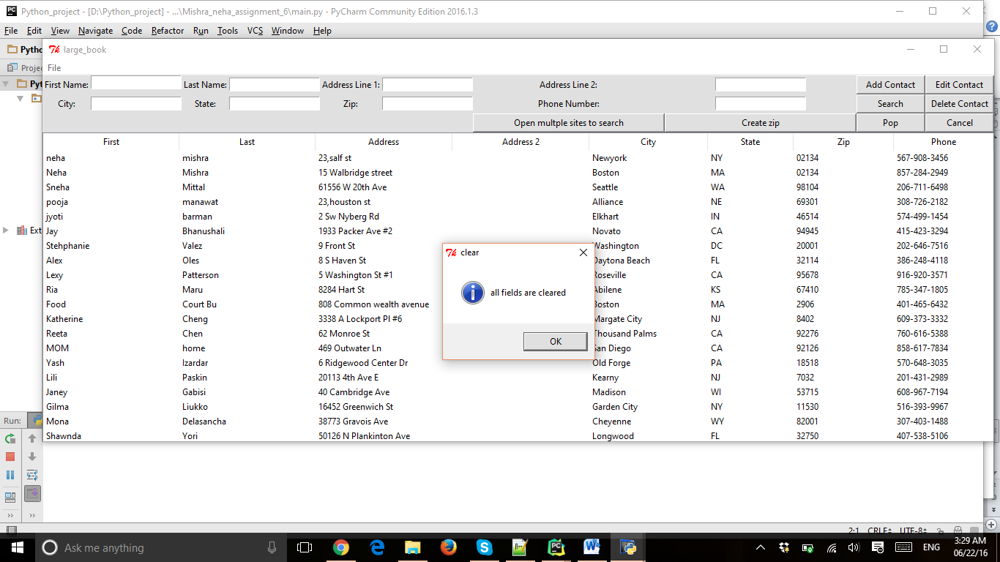 Python_project - [D:\Python_project] - ...\Mishra_neha_assignment_6\main.py - PyCharm Community Edition 2016.1.3
File Edit View Navigate Code Refactor Run Tools VCS Window Help
large_book
File
First Name: Last Name: Address Line 1: Address Line 2: Add Contact Edit Contact
City: State: Zip: Phone Number: Search Delete Contact
Open multple sites to search Create zip Pop Cancel
First Last Address Address 2 City State Zip Phone
neha mishra 23,salf st Newyork NY 02134 567-908-3456
Neha Mishra 15 Walbridge street Boston MA 02134 857-284-2949
Sneha Mittal 61556 W 20th Ave Seattle WA 98104 206-711-6498
pooja manawat 23,houston st Alliance NE 69301 308-726-2182
jyoti barman 2 Sw Nyberg Rd Elkhart IN 46514 574-499-1454
Jay Bhanushali 1933 Packer Ave #2 Novato CA 94945 415-423-3294
Stehphanie Valez 9 Front St Washington DC 20001 202-646-7516
Alex Oles 8 S Haven St Daytona Beach FL 32114 386-248-4118
Lexy Patterson 5 Washington St #1 Roseville CA 95678 916-920-3571
Ria Maru 8284 Hart St Abilene KS 67410 785-347-1805
Food Court Bu 808 Common wealth avenue Boston MA 2906 401-465-6432
Katherine Cheng 3338 A Lockport Pl #6 Margate City NJ 8402 609-373-3332
Reeta Chen 62 Monroe St Thousand Palms CA 92276 760-616-5388
MOM home 469 Outwater Ln San Diego CA 92126 858-617-7834
Yash Izardar 6 Ridgewood Center Dr Old Forge PA 18518 570-648-3035
Lili Paskin 20113 4th Ave E Kearny NJ 7032 201-431-2989
Janey Gabisi 40 Cambridge Ave Madison WI 53715 608-967-7194
Gilma Liukko 16452 Greenwich St Garden City NY 11530 516-393-9967
Mona Delasancha 38773 Gravois Ave Cheyenne WY 82001 307-403-1488
Shawnda Yori 50126 N Plankinton Ave Longwood FL 32750 407-538-5106
clear
all fields are cleared
OK
Run:
2:1 CRLF UTF-8
Ask me anything
ENG
3:29 AM
06/22/16